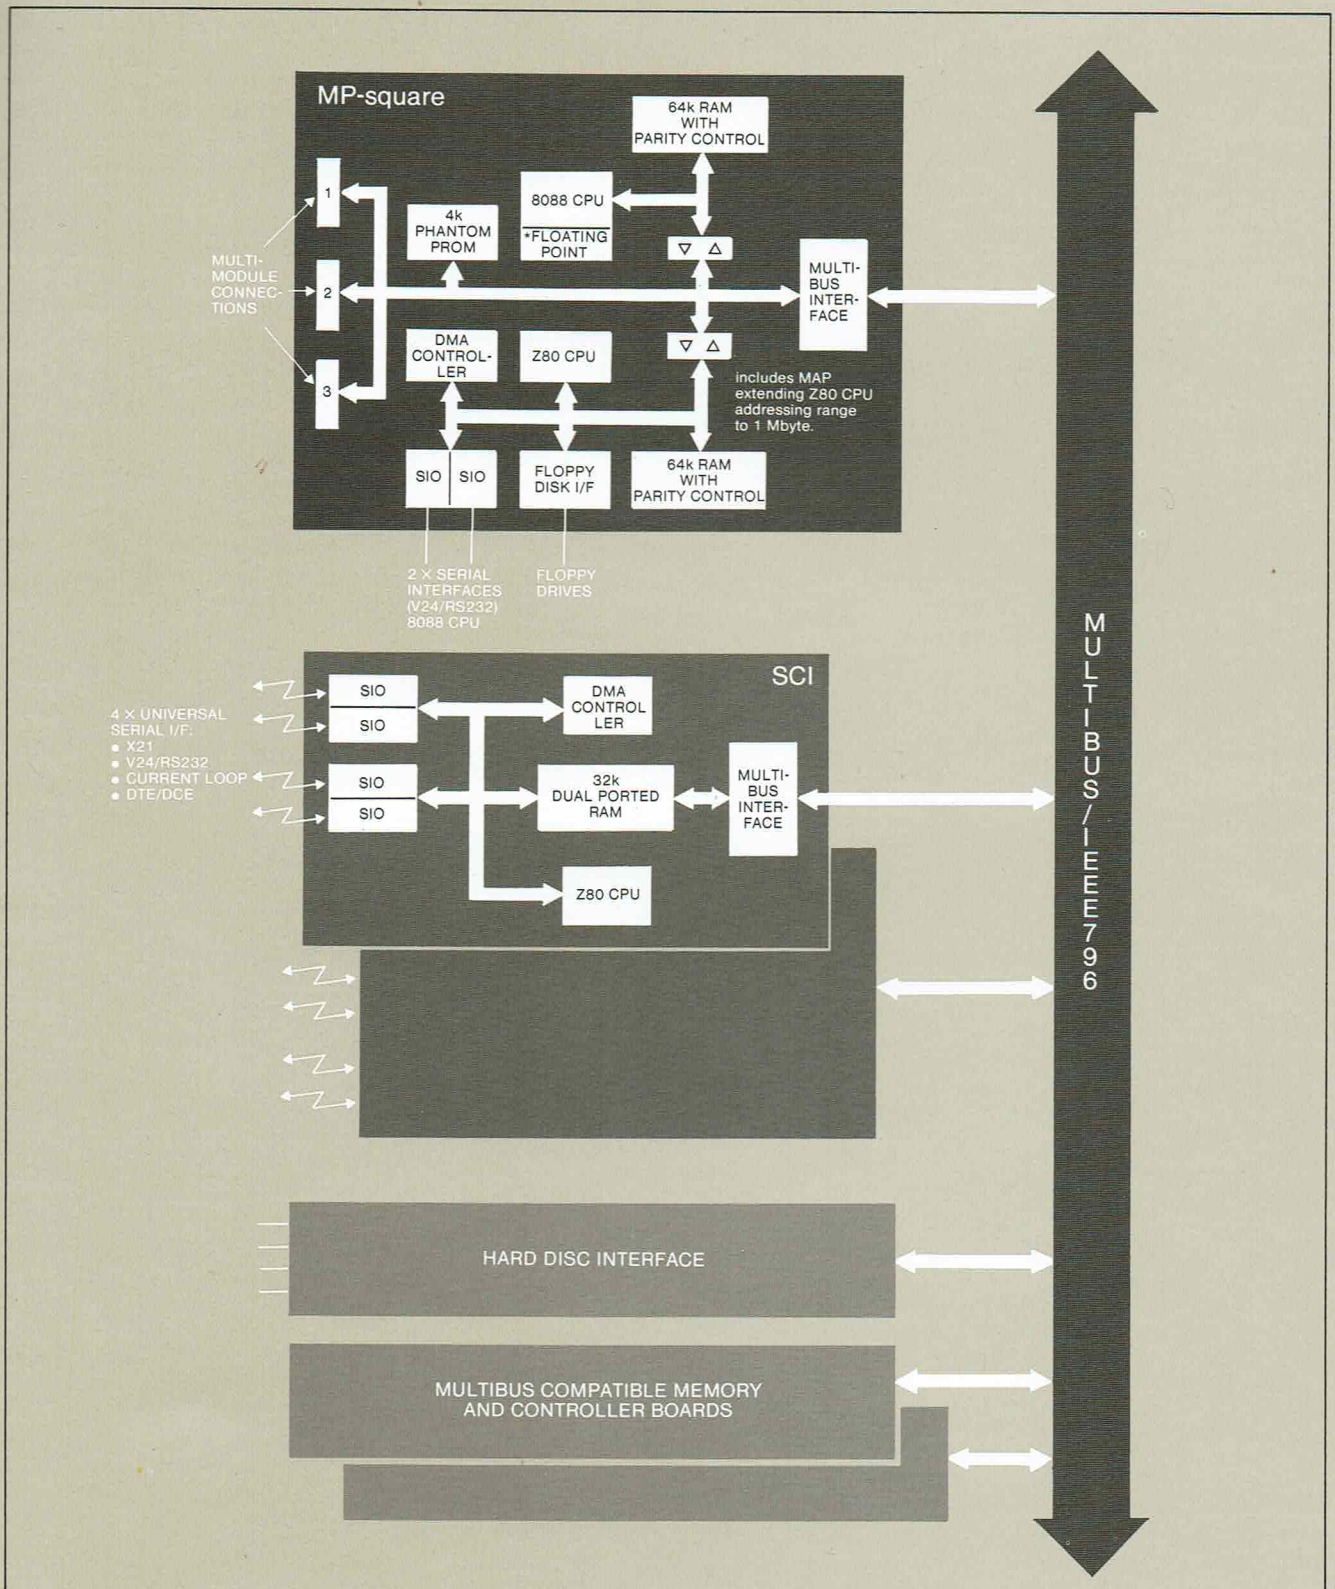 MP-square
64k RAM
WITH
PARITY CONTROL
1
8088 CPU
*FLOATING
POINT
4k
PHANTOM
PROM
▽ △
MULTI-
MODULE
CONNEC-
TIONS
2
MULTI-
BUS
INTER-
FACE
DMA
CONTROL-
LER
Z80 CPU
▽ △
3
includes MAP
extending Z80 CPU
addressing range
to 1 Mbyte.
SIO
SIO
FLOPPY
DISK I/F
64k RAM
WITH
PARITY CONTROL
2 X SERIAL
INTERFACES
(V24/RS232)
8088 CPU
FLOPPY
DRIVES
MULTIBUS/IEEE796
SCI
SIO
SIO
DMA
CONTROL
LER
4 X UNIVERSAL
SERIAL I/F:
● X21
● V24/RS232
● CURRENT LOOP
● DTE/DCE
SIO
SIO
32k
DUAL PORTED
RAM
MULTI-
BUS
INTER-
FACE
Z80 CPU
HARD DISC INTERFACE
MULTIBUS COMPATIBLE MEMORY
AND CONTROLLER BOARDS